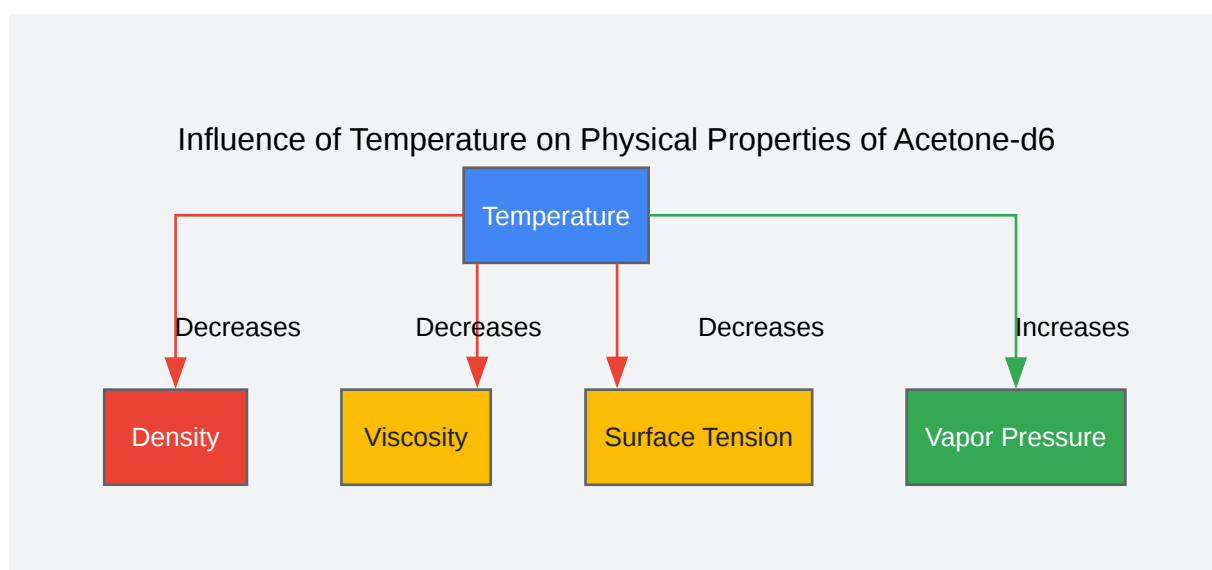 Influence of Temperature on Physical Properties of Acetone-d6
Temperature
Decreases
Decreases
Decreases
Increases
Density
Viscosity
Surface Tension
Vapor Pressure